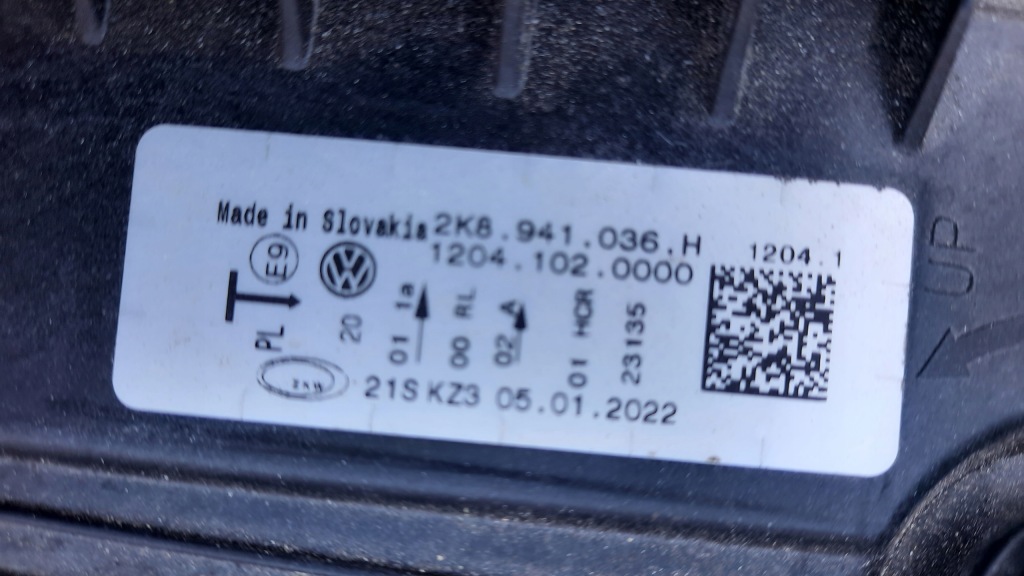 Made in Slovakia 2K8.941.036.H
1204.102.0000
1204.1
E9
PL
20
01 1a
00 RL
02 A
01 HCR
23135
21S KZ3 05.01.2022
UP